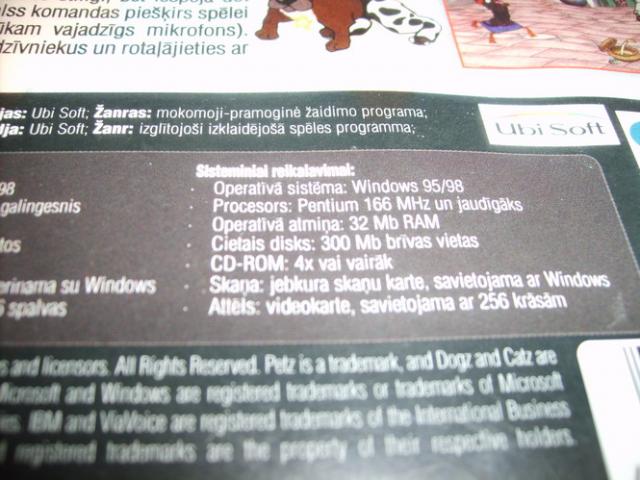 alss komandas piešķirs spēlei
īkam vajadzīgs mikrofons).
dzīvniekus un rotaļājieties ar
jas: Ubi Soft; Žanras: mokomoji-pramoginė žaidimo programa;
dja: Ubi Soft; Žanr: izglītojoši izklaidējošā spēles programma;
Ubi Soft
Sisteminiai reikalavimai:
98
galingesnis
tos
erinama su Windows
6 spalvas
· Operatīvā sistēma: Windows 95/98
· Procesors: Pentium 166 MHz un jaudīgāks
· Operatīvā atmiņa: 32 Mb RAM
· Cietais disks: 300 Mb brīvas vietas
· CD-ROM: 4x vai vairāk
· Skaņa: jebkura skaņu karte, savietojama ar Windows
· Attēls: videokarte, savietojama ar 256 krāsām
s and licensors. All Rights Reserved. Petz is a trademark, and Dogz and Catz are
Microsoft and Windows are registered trademarks or trademarks of Microsoft
es. IBM and ViaVoice are registered trademarks of the International Business
d registered trademarks are the property of their respective holders.